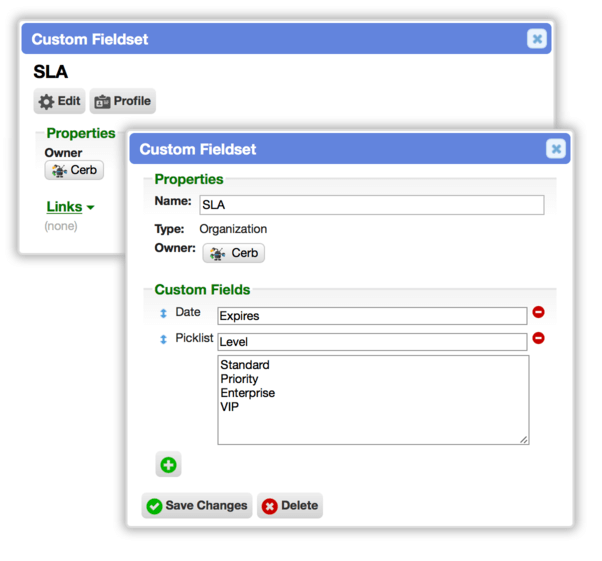 Custom Fieldset
SLA
Edit Profile
Properties
Owner
Cerb
Links
(none)
Custom Fieldset
Properties
Name: SLA
Type: Organization
Owner: Cerb
Custom Fields
Date Expires
Picklist Level
Standard
Priority
Enterprise
VIP
Save Changes Delete